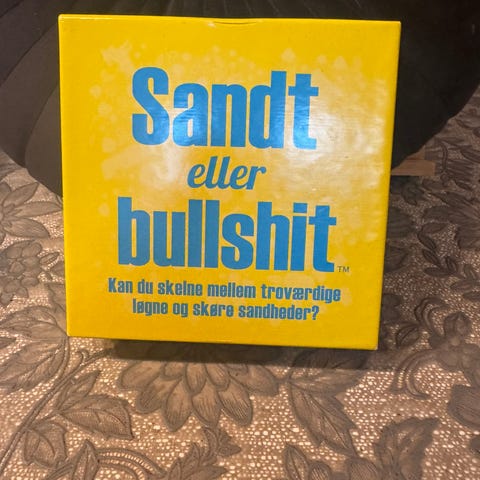 Sandt
eller
bullshit™
Kan du skelne mellem troværdige
løgne og skøre sandheder?